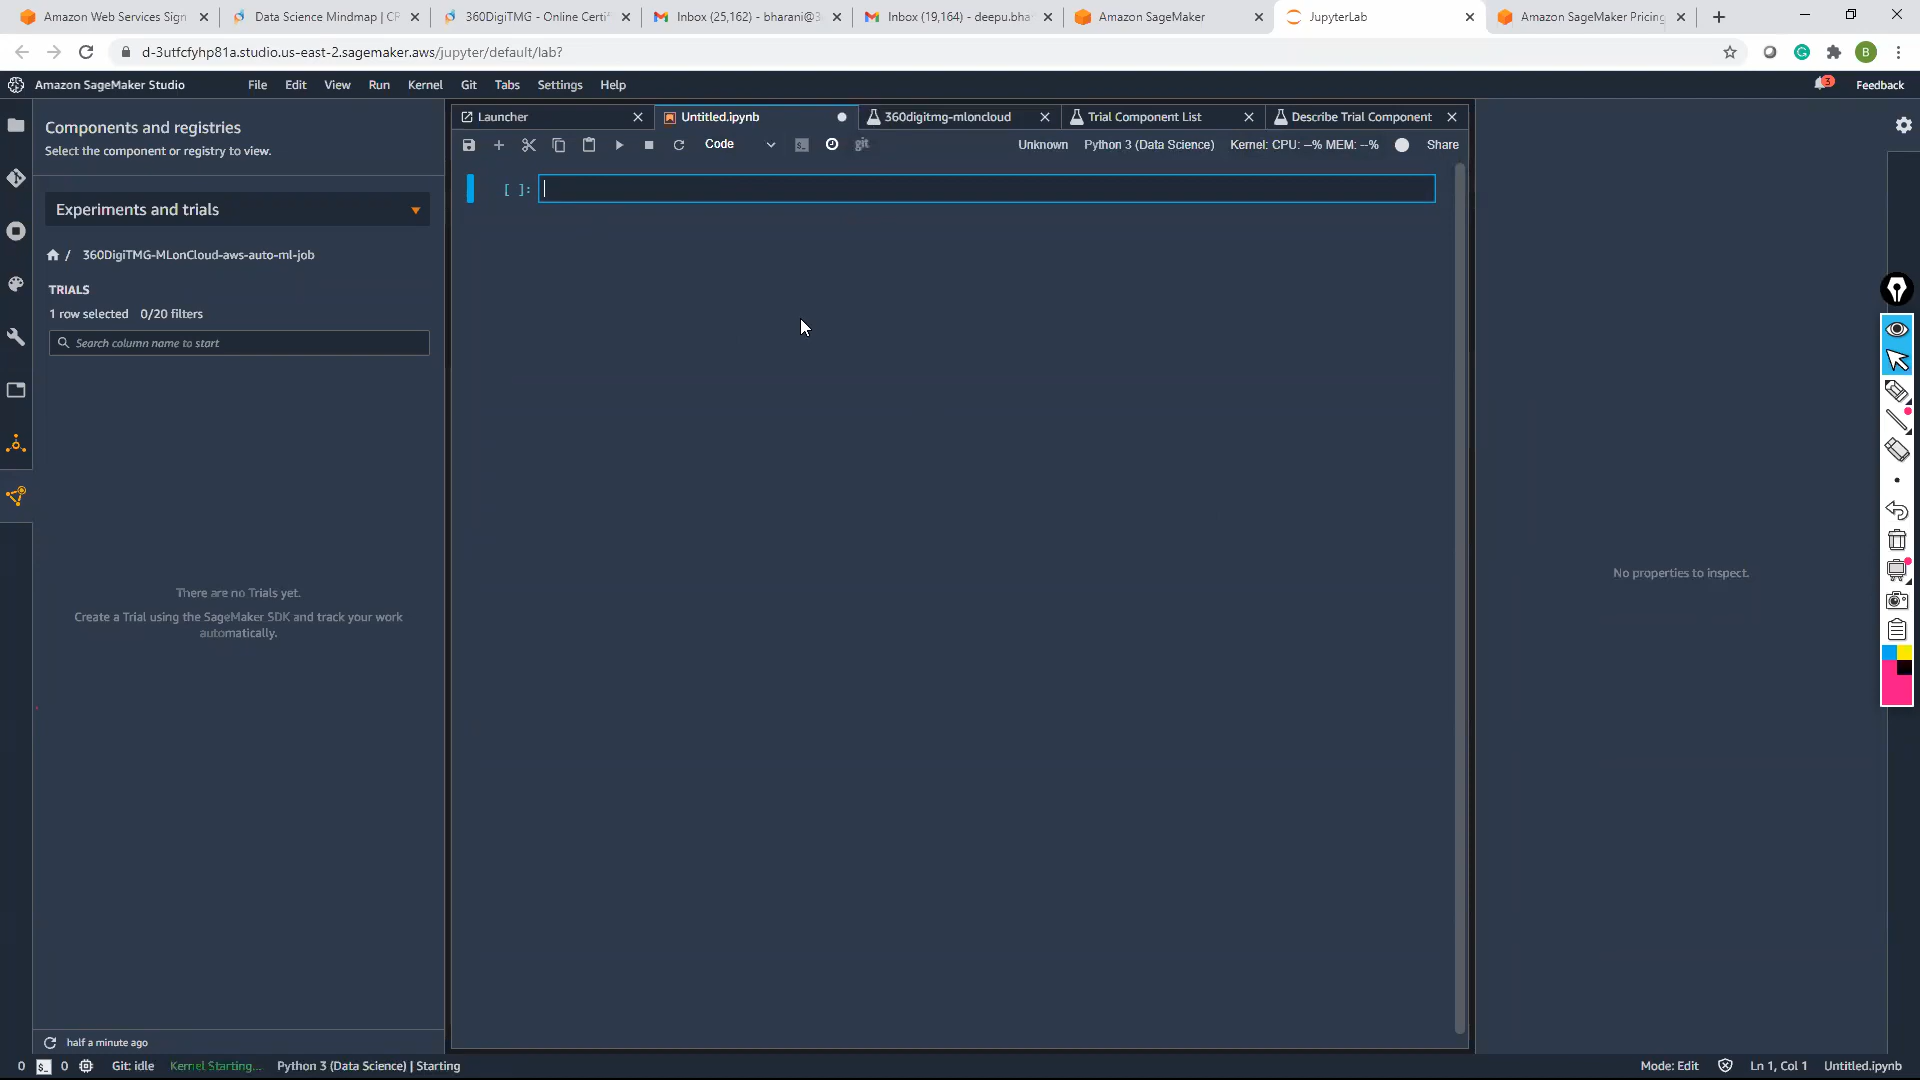 Amazon Web Services Sign
Data Science Mindmap | CR
360DigiTMG - Online Certif
Inbox (25,162) - bharani@3
Inbox (19,164) - deepu.bha
Amazon SageMaker
JupyterLab
Amazon SageMaker Pricing
d-3utfcfyhp81a.studio.us-east-2.sagemaker.aws/jupyter/default/lab?
B
Amazon SageMaker Studio File Edit View Run Kernel Git Tabs Settings Help 3 Feedback
Components and registries
Select the component or registry to view.
Experiments and trials
/ 360DigiTMG-MLonCloud-aws-auto-ml-job
TRIALS
1 row selected 0/20 filters
Search column name to start
There are no Trials yet.
Create a Trial using the SageMaker SDK and track your work
automatically.
half a minute ago
Launcher
Untitled.ipynb
360digitmg-mloncloud
Trial Component List
Describe Trial Component
Code git Unknown Python 3 (Data Science) Kernel: CPU: --% MEM: --% Share
[ ]:
No properties to inspect.
0 $_ 0 Git: idle Kernel Starting... Python 3 (Data Science) | Starting Mode: Edit Ln 1, Col 1 Untitled.ipynb